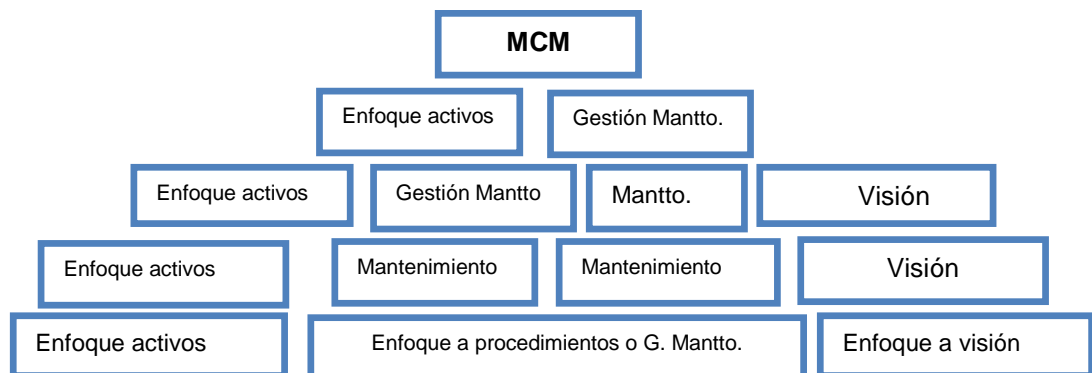 MCM
Enfoque activos Gestión Mantto.
Enfoque activos Gestión Mantto Mantto. Visión
Enfoque activos Mantenimiento Mantenimiento Visión
Enfoque activos Enfoque a procedimientos o G. Mantto. Enfoque a visión